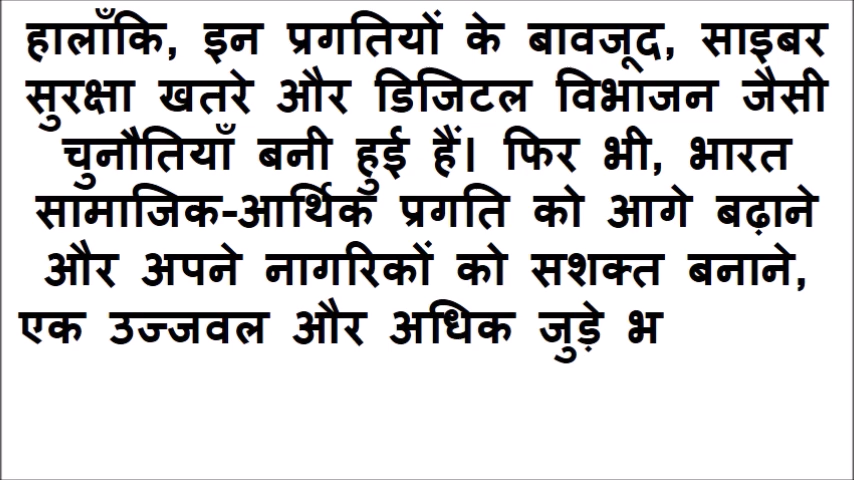 हालाँकि, इन प्रगतियों के बावजूद, साइबर
सुरक्षा खतरे और डिजिटल विभाजन जैसी
चुनौतियाँ बनी हुई हैं। फिर भी, भारत
सामाजिक-आर्थिक प्रगति को आगे बढ़ाने
और अपने नागरिकों को सशक्त बनाने,
एक उज्जवल और अधिक जुड़े भ